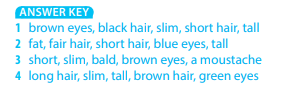 ANSWER KEY
1 brown eyes, black hair, slim, short hair, tall
2 fat, fair hair, short hair, blue eyes, tall
3 short, slim, bald, brown eyes, a moustache
4 long hair, slim, tall, brown hair, green eyes